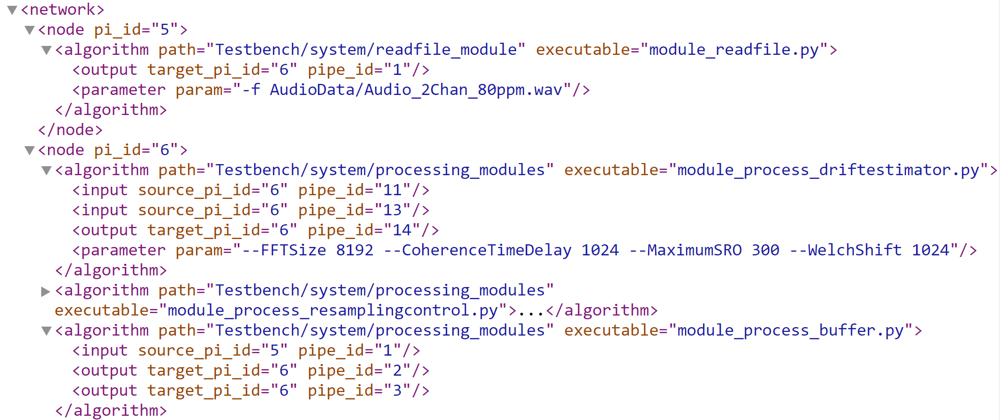 <network>
<node pi_id="5">
<algorithm path="Testbench/system/readfile_module" executable="module_readfile.py">
<output target_pi_id="6" pipe_id="1"/>
<parameter param="-f AudioData/Audio_2Chan_80ppm.wav"/>
</algorithm>
</node>
<node pi_id="6">
<algorithm path="Testbench/system/processing_modules" executable="module_process_driftestimator.py">
<input source_pi_id="6" pipe_id="11"/>
<input source_pi_id="6" pipe_id="13"/>
<output target_pi_id="6" pipe_id="14"/>
<parameter param="--FFTSize 8192 --CoherenceTimeDelay 1024 --MaximumSRO 300 --WelchShift 1024"/>
</algorithm>
<algorithm path="Testbench/system/processing_modules"
executable="module_process_resamplingcontrol.py">...</algorithm>
<algorithm path="Testbench/system/processing_modules" executable="module_process_buffer.py">
<input source_pi_id="5" pipe_id="1"/>
<output target_pi_id="6" pipe_id="2"/>
<output target_pi_id="6" pipe_id="3"/>
</algorithm>